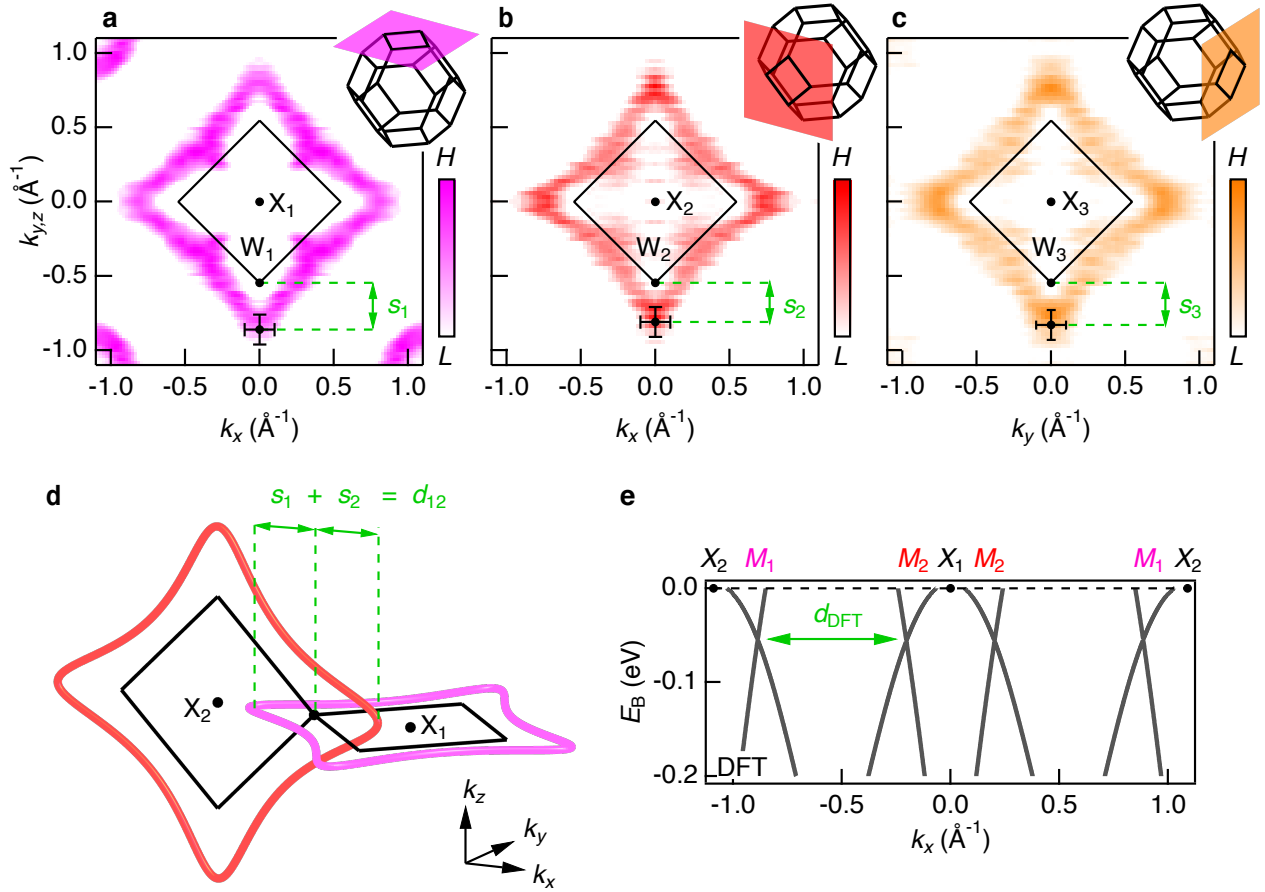 a
1.0
0.5
0.0
-0.5
-1.0
k_y,z (Å⁻¹)
X₁
W₁
s₁
H
L
-1.0 -0.5 0.0 0.5 1.0
k_x (Å⁻¹)
b
X₂
W₂
s₂
H
L
-1.0 -0.5 0.0 0.5 1.0
k_x (Å⁻¹)
c
X₃
W₃
s₃
H
L
-1.0 -0.5 0.0 0.5 1.0
k_y (Å⁻¹)
d
s₁ + s₂ = d₁₂
X₂
X₁
k_z
k_y
k_x
e
X₂ M₁ M₂ X₁ M₂ M₁ X₂
0.0
-0.1
-0.2
E_B (eV)
d_DFT
DFT
-1.0 -0.5 0.0 0.5 1.0
k_x (Å⁻¹)